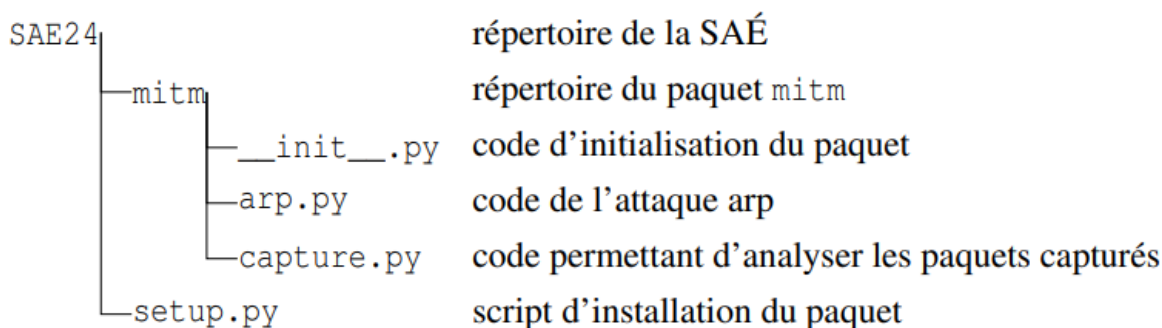 SAE24 répertoire de la SAÉ
mitm répertoire du paquet mitm
__init__.py code d'initialisation du paquet
arp.py code de l'attaque arp
capture.py code permettant d'analyser les paquets capturés
setup.py script d'installation du paquet